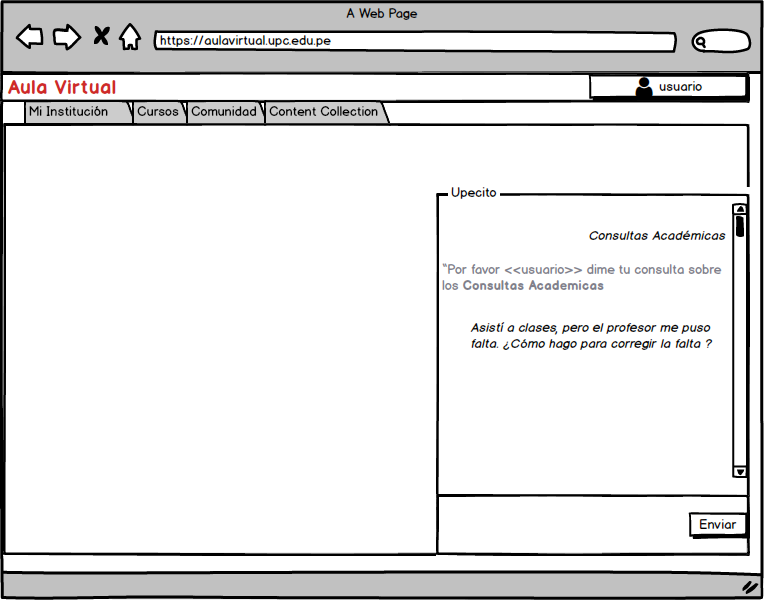 A Web Page
https://aulavirtual.upc.edu.pe
Aula Virtual
usuario
Mi Institución
Cursos
Comunidad
Content Collection
Upecito
Consultas Académicas
"Por favor <<usuario>> dime tu consulta sobre
los Consultas Academicas
Asistí a clases, pero el profesor me puso
falta. ¿Cómo hago para corregir la falta ?
Enviar